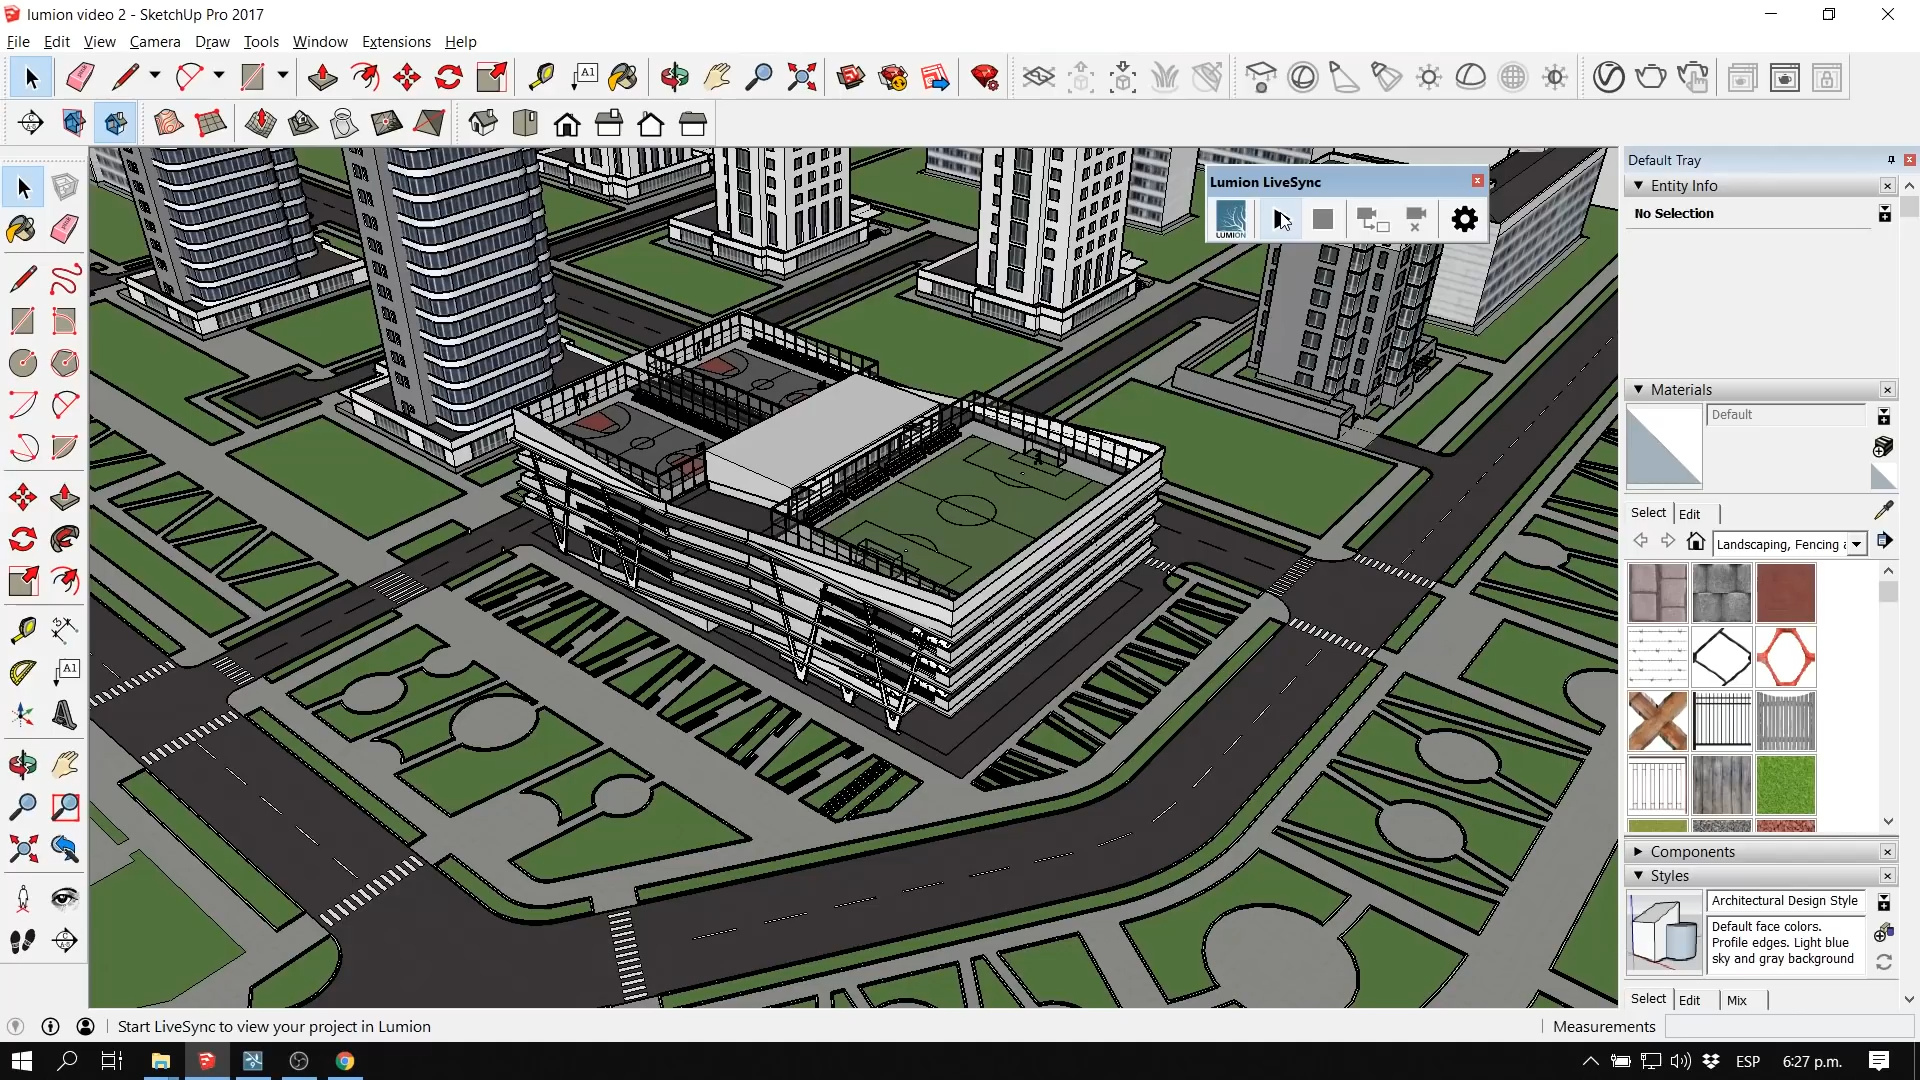 lumion video 2 - SketchUp Pro 2017
File Edit View Camera Draw Tools Window Extensions Help
A1
Default Tray
Lumion LiveSync
LUMION
Entity Info
No Selection
Materials
Default
Select Edit
Landscaping, Fencing a
A1
Components
Styles
Architectural Design Style
Default face colors.
Profile edges. Light blue
sky and gray background
Select Edit Mix
Start LiveSync to view your project in Lumion
Measurements
ESP
6:27 p.m.